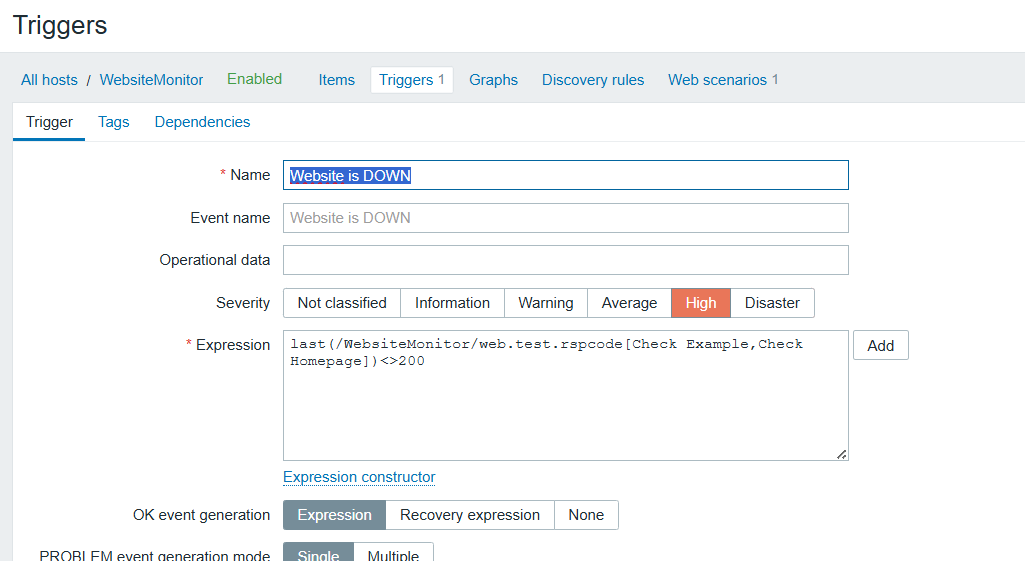 Triggers
All hosts / WebsiteMonitor Enabled Items Triggers 1 Graphs Discovery rules Web scenarios 1
Trigger Tags Dependencies
* Name Website is DOWN
Event name Website is DOWN
Operational data
Severity Not classified Information Warning Average High Disaster
* Expression last(/WebsiteMonitor/web.test.rspcode[Check Example,Check Add
Homepage])<>200
Expression constructor
OK event generation Expression Recovery expression None
PROBLEM event generation mode Single Multiple